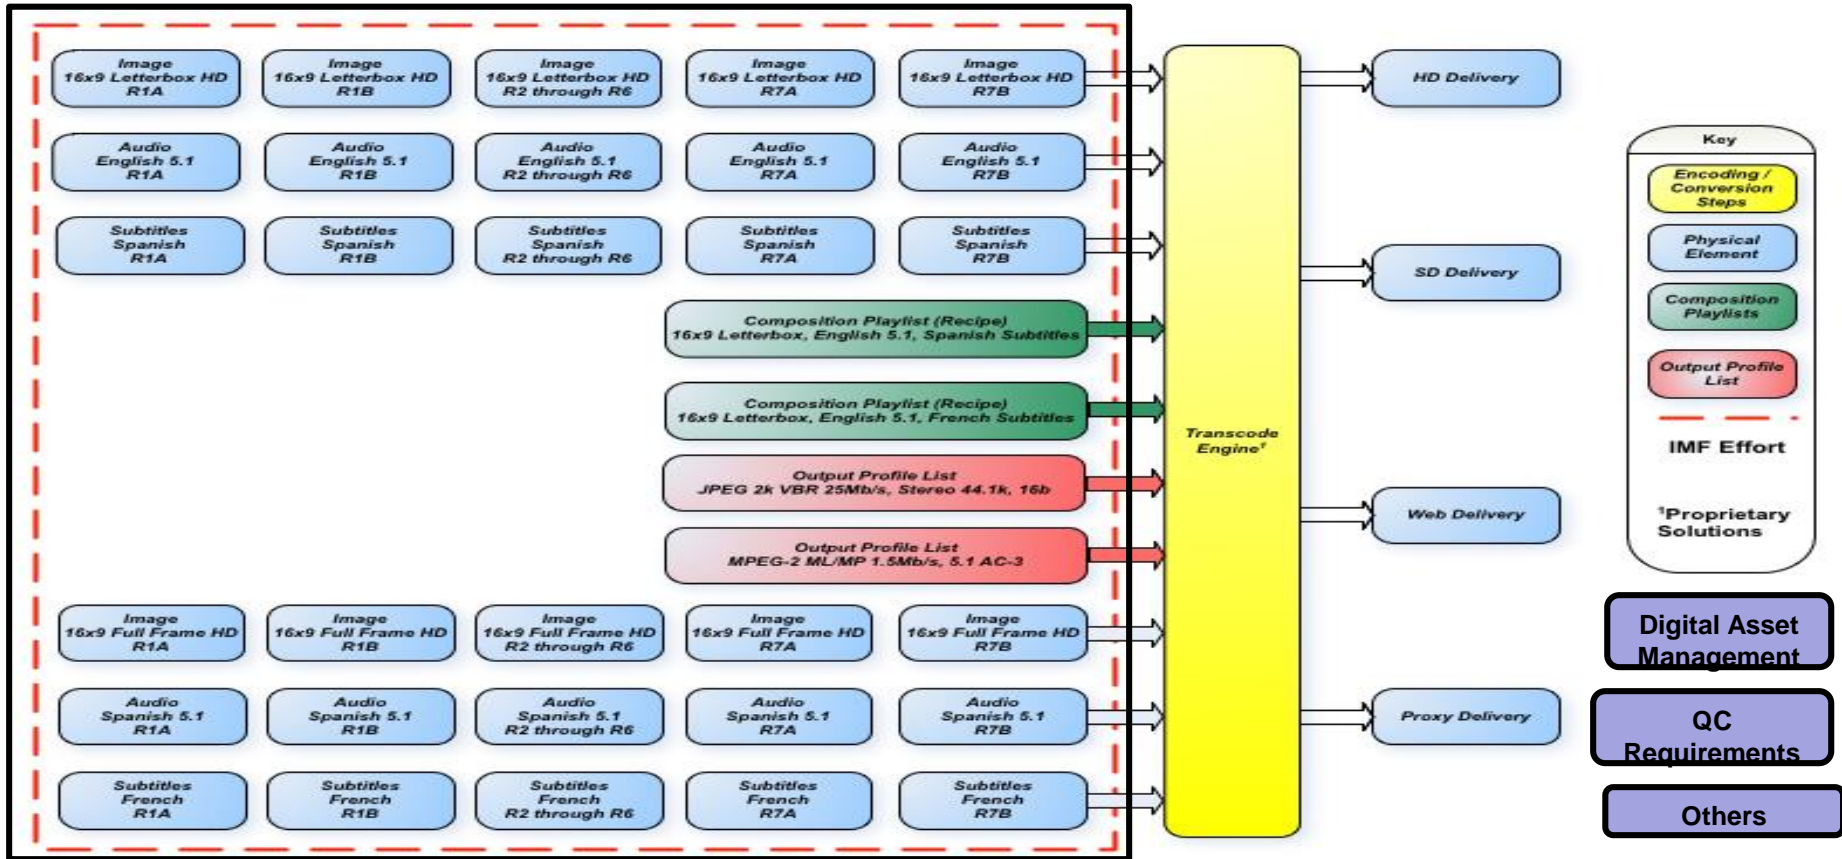 Image
16x9 Letterbox HD
R1A
Image
16x9 Letterbox HD
R1B
Image
16x9 Letterbox HD
R2 through R6
Image
16x9 Letterbox HD
R7A
Image
16x9 Letterbox HD
R7B
Audio
English 5.1
R1A
Audio
English 5.1
R1B
Audio
English 5.1
R2 through R6
Audio
English 5.1
R7A
Audio
English 5.1
R7B
Subtitles
Spanish
R1A
Subtitles
Spanish
R1B
Subtitles
Spanish
R2 through R6
Subtitles
Spanish
R7A
Subtitles
Spanish
R7B
Composition Playlist (Recipe)
16x9 Letterbox, English 5.1, Spanish Subtitles
Composition Playlist (Recipe)
16x9 Letterbox, English 5.1, French Subtitles
Output Profile List
JPEG 2k VBR 25Mb/s, Stereo 44.1k, 16b
Output Profile List
MPEG-2 ML/MP 1.5Mb/s, 5.1 AC-3
Image
16x9 Full Frame HD
R1A
Image
16x9 Full Frame HD
R1B
Image
16x9 Full Frame HD
R2 through R6
Image
16x9 Full Frame HD
R7A
Image
16x9 Full Frame HD
R7B
Audio
Spanish 5.1
R1A
Audio
Spanish 5.1
R1B
Audio
Spanish 5.1
R2 through R6
Audio
Spanish 5.1
R7A
Audio
Spanish 5.1
R7B
Subtitles
French
R1A
Subtitles
French
R1B
Subtitles
French
R2 through R6
Subtitles
French
R7A
Subtitles
French
R7B
Transcode
Engine¹
HD Delivery
SD Delivery
Web Delivery
Proxy Delivery
Key
Encoding /
Conversion
Steps
Physical
Element
Composition
Playlists
Output Profile
List
IMF Effort
¹Proprietary
Solutions
Digital Asset
Management
QC
Requirements
Others